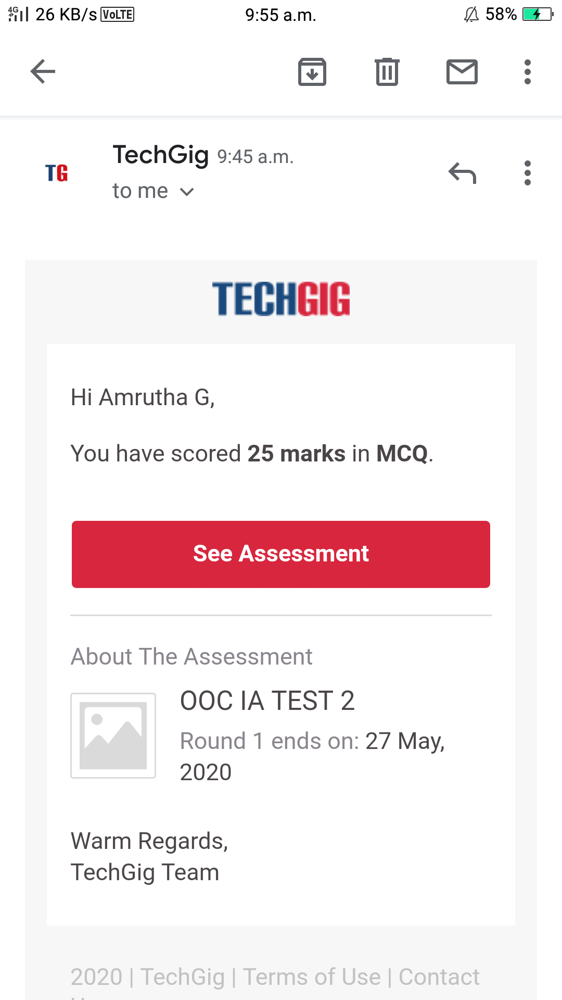 4G 26 KB/s VoLTE 9:55 a.m. 58%
TechGig 9:45 a.m.
TG
to me
TECHGIG
Hi Amrutha G,
You have scored 25 marks in MCQ.
See Assessment
About The Assessment
OOC IA TEST 2
Round 1 ends on: 27 May,
2020
Warm Regards,
TechGig Team
2020 | TechGig | Terms of Use | Contact